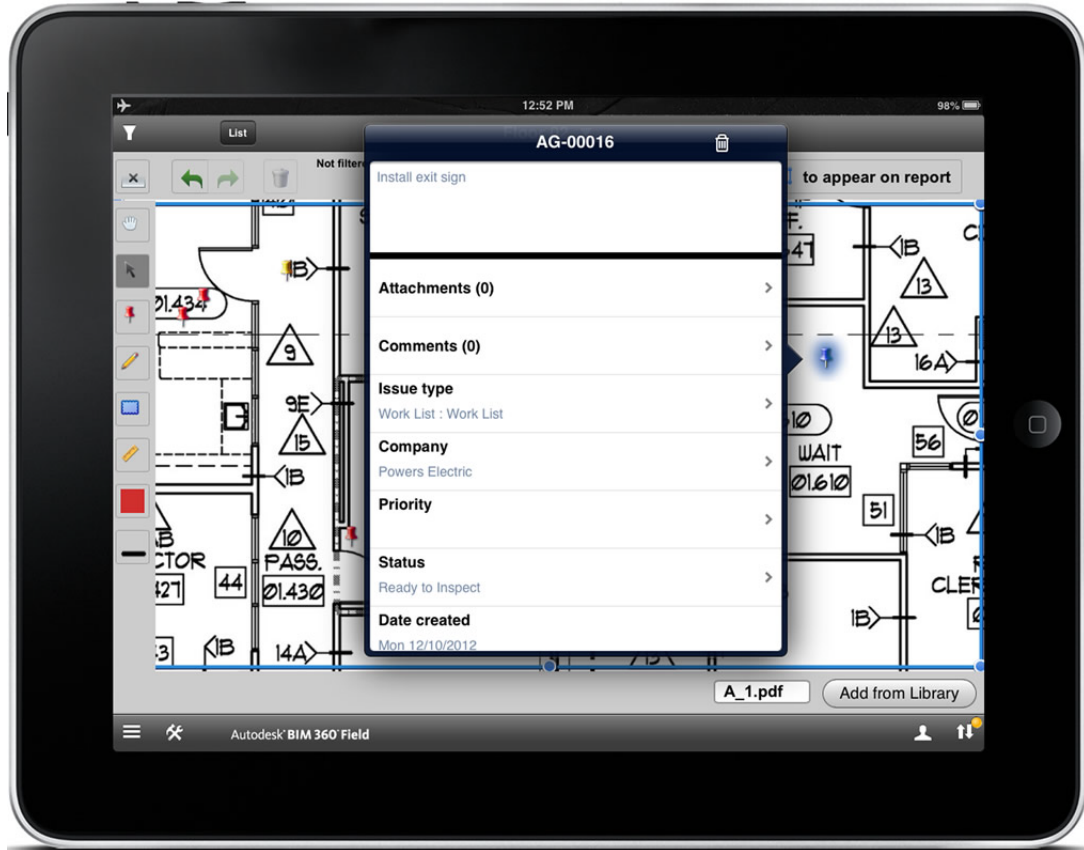 12:52 PM
98%
List
AG-00016
Not filter
to appear on report
Install exit sign
Attachments (0)
Comments (0)
Issue type
Work List : Work List
Company
Powers Electric
Priority
Status
Ready to Inspect
Date created
Mon 12/10/2012
01.434
1B
9
9E
15
1B
10
PASS.
01.430
CTOR
427
44
3
1B
14A
F.
47
1B
13
13
16A
WAIT
01.610
56
51
1B
CLER
1B
A_1.pdf
Add from Library
Autodesk® BIM 360® Field